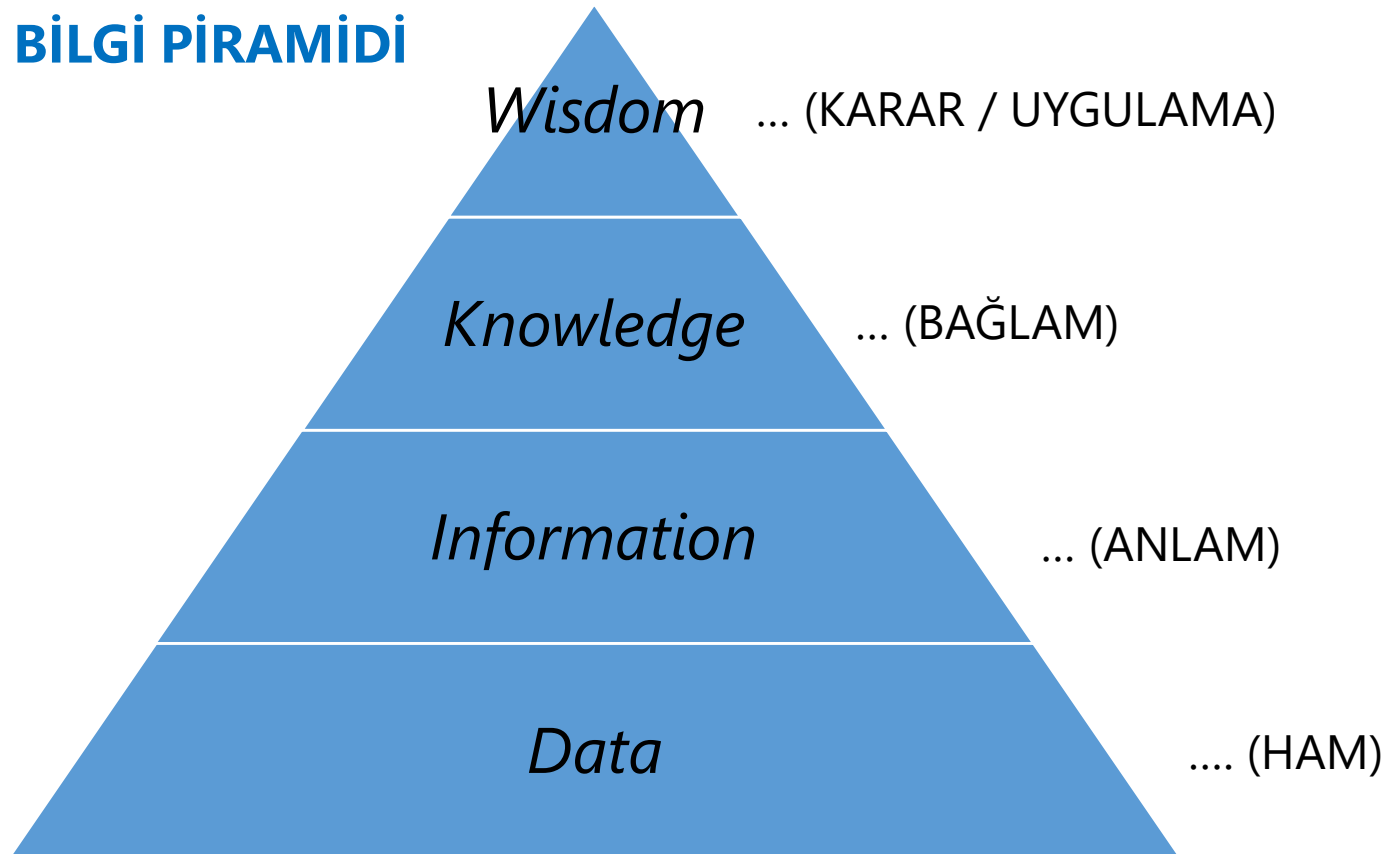 BİLGİ PİRAMİDİ
Wisdom ... (KARAR / UYGULAMA)
Knowledge ... (BAĞLAM)
Information ... (ANLAM)
Data .... (HAM)